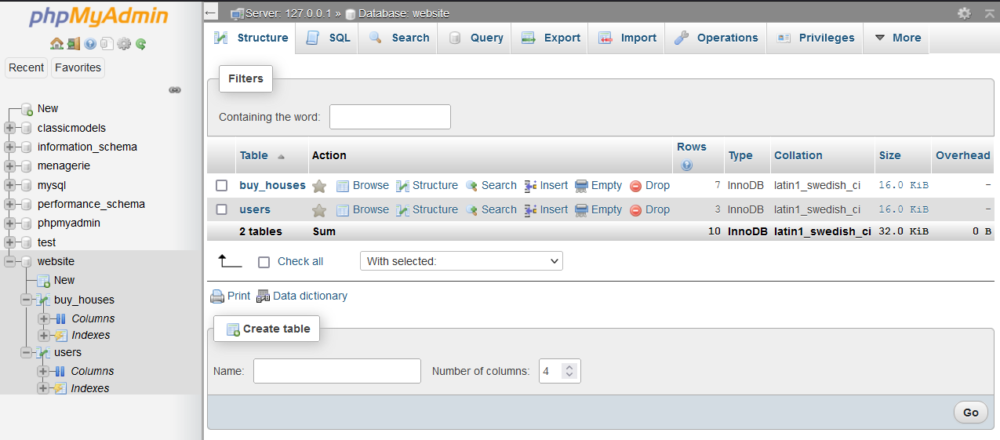 phpMyAdmin
Recent Favorites
New
classicmodels
information_schema
menagerie
mysql
performance_schema
phpmyadmin
test
website
New
buy_houses
Columns
Indexes
users
Columns
Indexes
Server: 127.0.0.1 » Database: website
Structure SQL Search Query Export Import Operations Privileges More
Filters
Containing the word:
Table Action Rows Type Collation Size Overhead
buy_houses Browse Structure Search Insert Empty Drop 7 InnoDB latin1_swedish_ci 16.0 KiB -
users Browse Structure Search Insert Empty Drop 3 InnoDB latin1_swedish_ci 16.0 KiB -
2 tables Sum 10 InnoDB latin1_swedish_ci 32.0 KiB 0 B
Check all With selected:
Print Data dictionary
Create table
Name: Number of columns: 4
Go